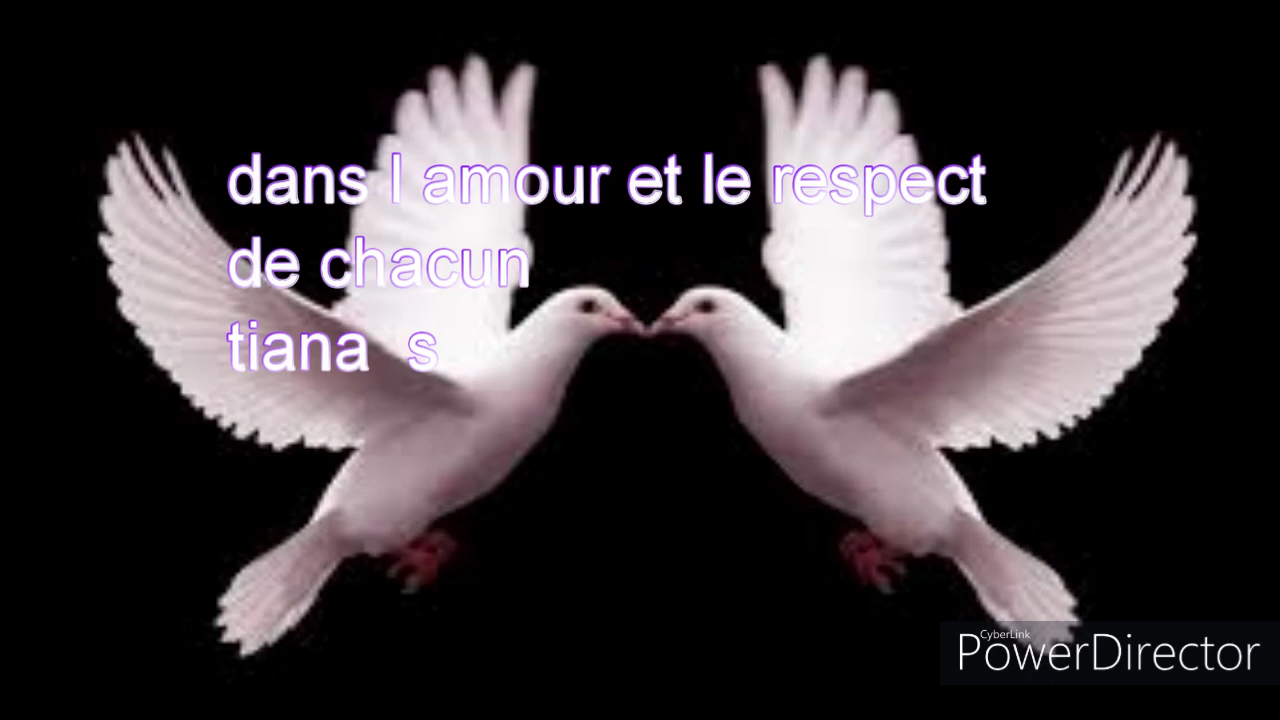 dans l amour et le respect
de chacun
tiana  s
CyberLink
PowerDirector